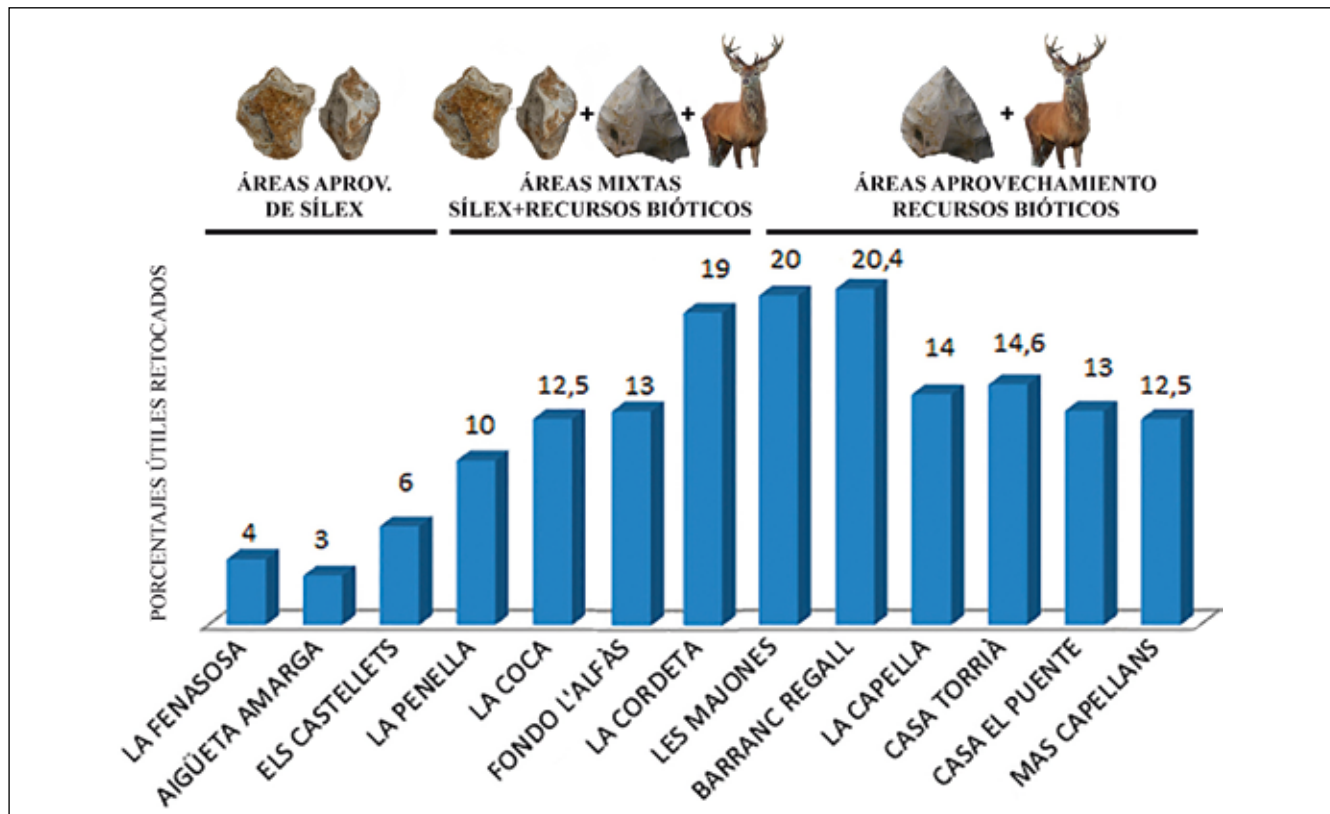 +
+
+
ÁREAS APROV.
DE SÍLEX
ÁREAS MIXTAS
SÍLEX+RECURSOS BIÓTICOS
ÁREAS APROVECHAMIENTO
RECURSOS BIÓTICOS
PORCENTAJES ÚTILES RETOCADOS
4
3
6
10
12,5
13
19
20
20,4
14
14,6
13
12,5
LA FENASOSA
AIGÜETA AMARGA
ELS CASTELLETS
LA PENELLA
LA COCA
FONDO L'ALFÀS
LA CORDETA
LES MAJONES
BARRANC REGALL
LA CAPELLA
CASA TORRIÀ
CASA EL PUENTE
MAS CAPELLANS